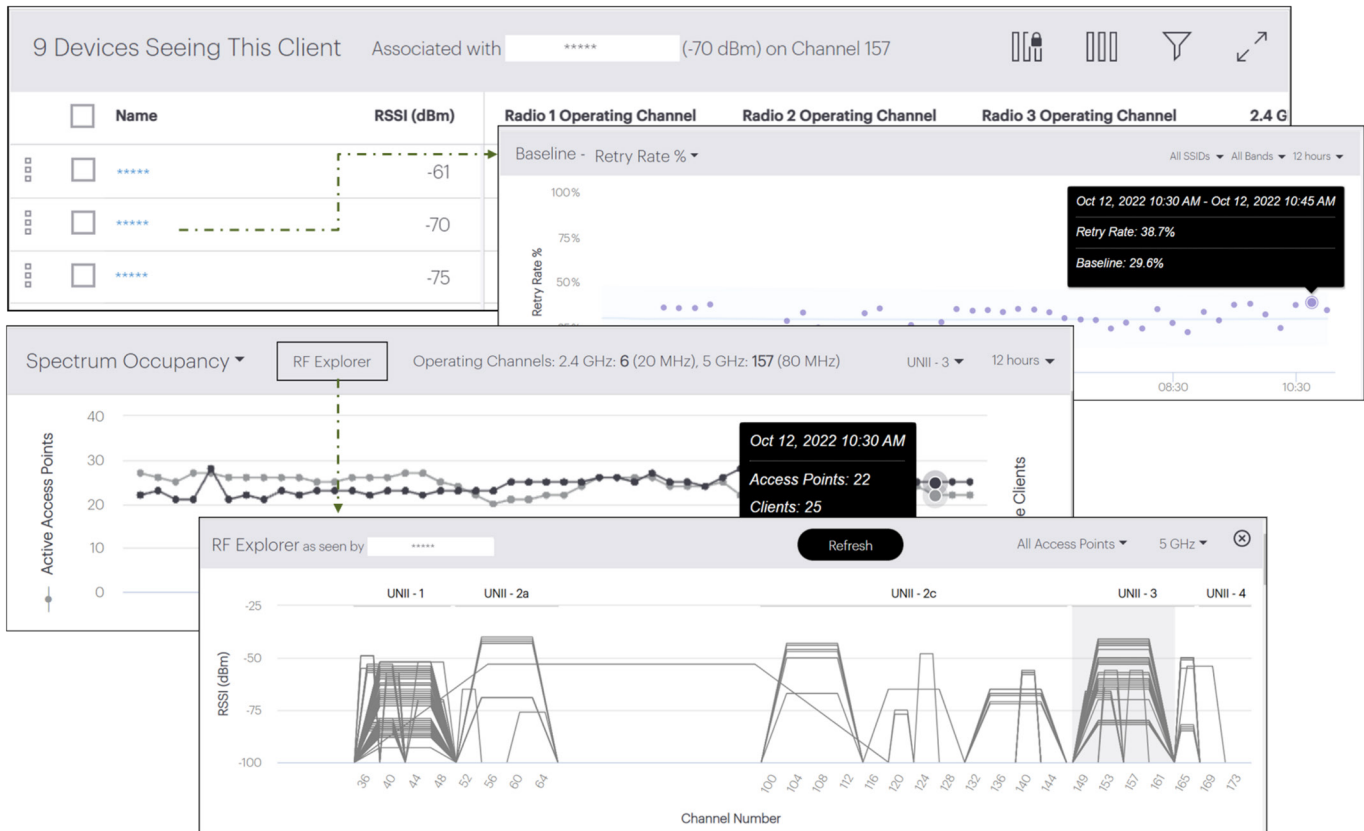 9 Devices Seeing This Client Associated with ***** (-70 dBm) on Channel 157
Name RSSI (dBm) Radio 1 Operating Channel Radio 2 Operating Channel Radio 3 Operating Channel 2.4 G
***** -61
***** -70
***** -75
Baseline - Retry Rate % All SSIDs All Bands 12 hours
Retry Rate %
100%
75%
50%
Oct 12, 2022 10:30 AM - Oct 12, 2022 10:45 AM
Retry Rate: 38.7%
Baseline: 29.6%
08:30 10:30
Spectrum Occupancy RF Explorer Operating Channels: 2.4 GHz: 6 (20 MHz), 5 GHz: 157 (80 MHz) UNII - 3 12 hours
Active Access Points
40
30
20
10
0
Oct 12, 2022 10:30 AM
Access Points: 22
Clients: 25
e Clients
RF Explorer as seen by ***** Refresh All Access Points 5 GHz
UNII - 1 UNII - 2a UNII - 2c UNII - 3 UNII - 4
RSSI (dBm)
-25
-50
-75
-100
36 40 44 48 52 56 60 64 100 104 108 112 116 120 124 128 132 136 140 144 149 153 157 161 165 169 173
Channel Number